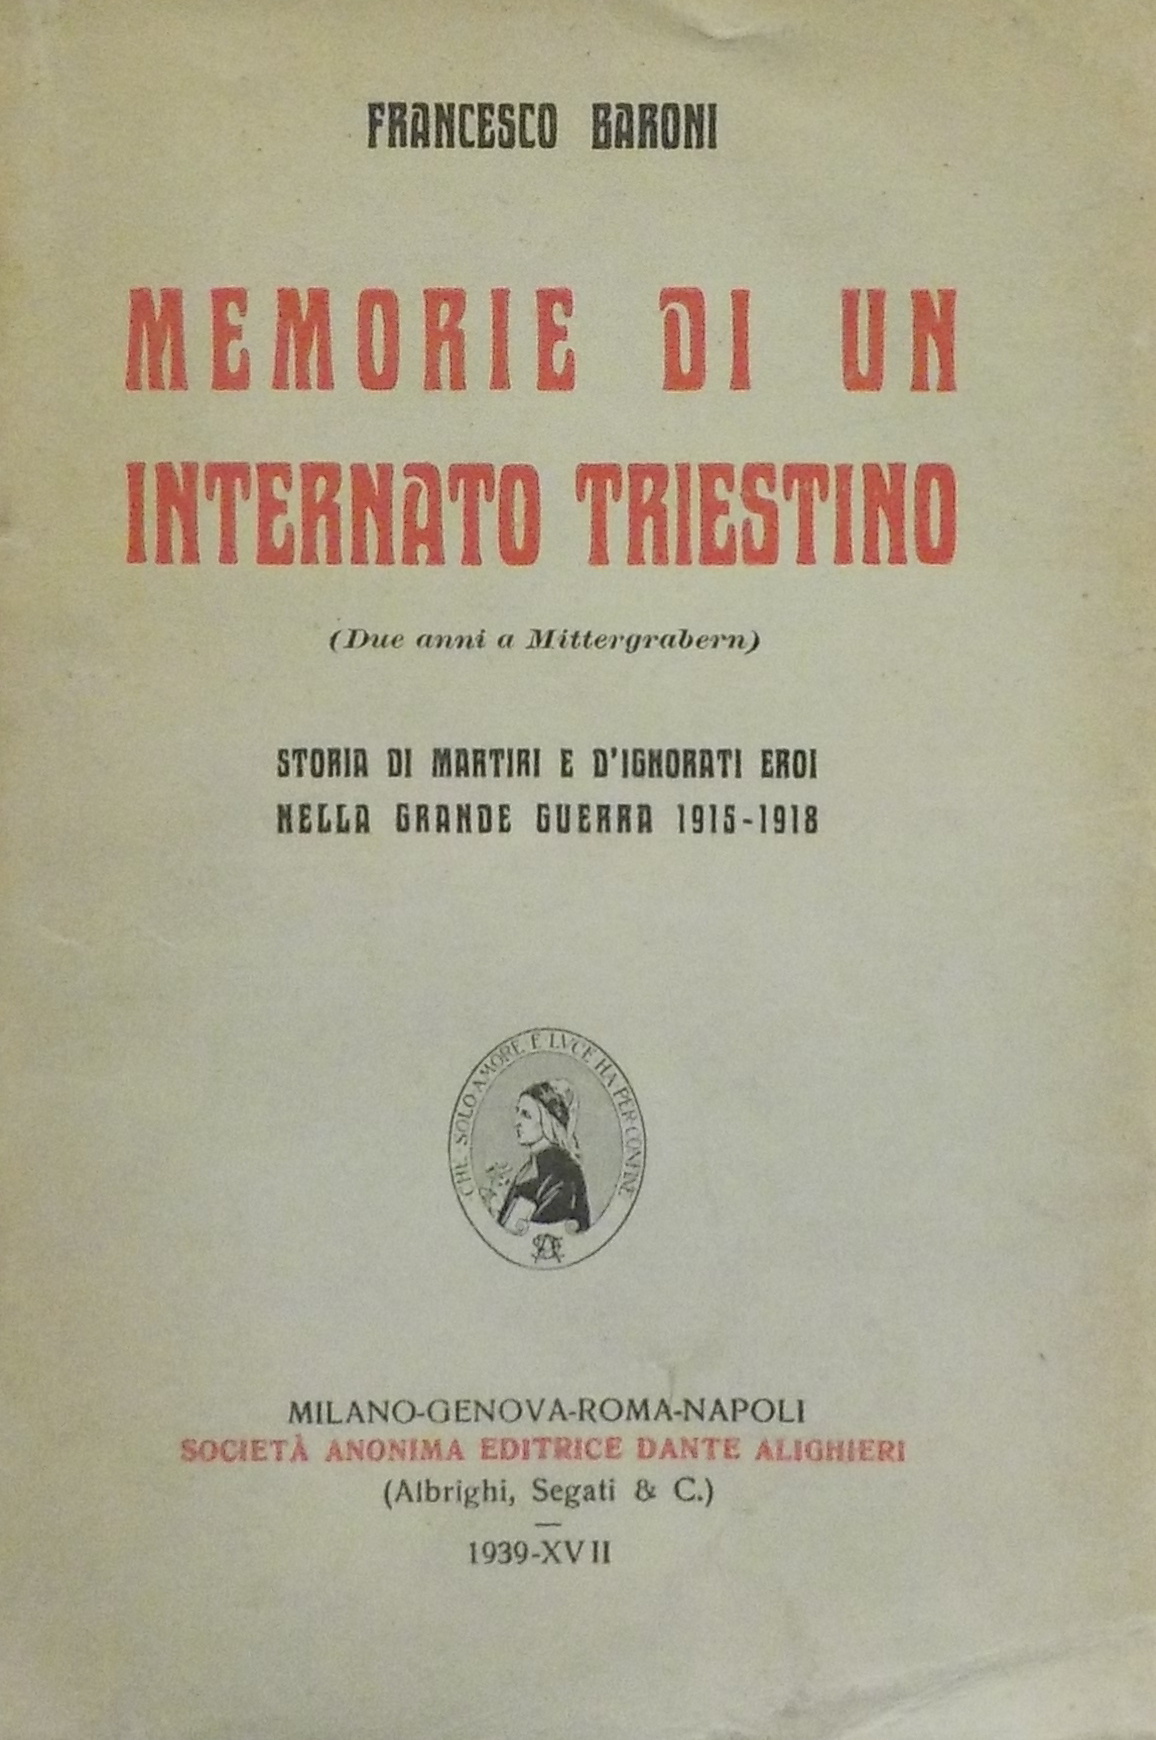 FRANCESCO BARONI
MEMORIE DI UN
INTERNATO TRIESTINO
(Due anni a Mittergrabern)
STORIA DI MARTIRI E D'IGNORATI EROI
NELLA GRANDE GUERRA 1915-1918
CHE SOLO AMORE E LVCE HA PER CONFINE
MILANO-GENOVA-ROMA-NAPOLI
SOCIETÀ ANONIMA EDITRICE DANTE ALIGHIERI
(Albrighi, Segati & C.)
1939-XVII